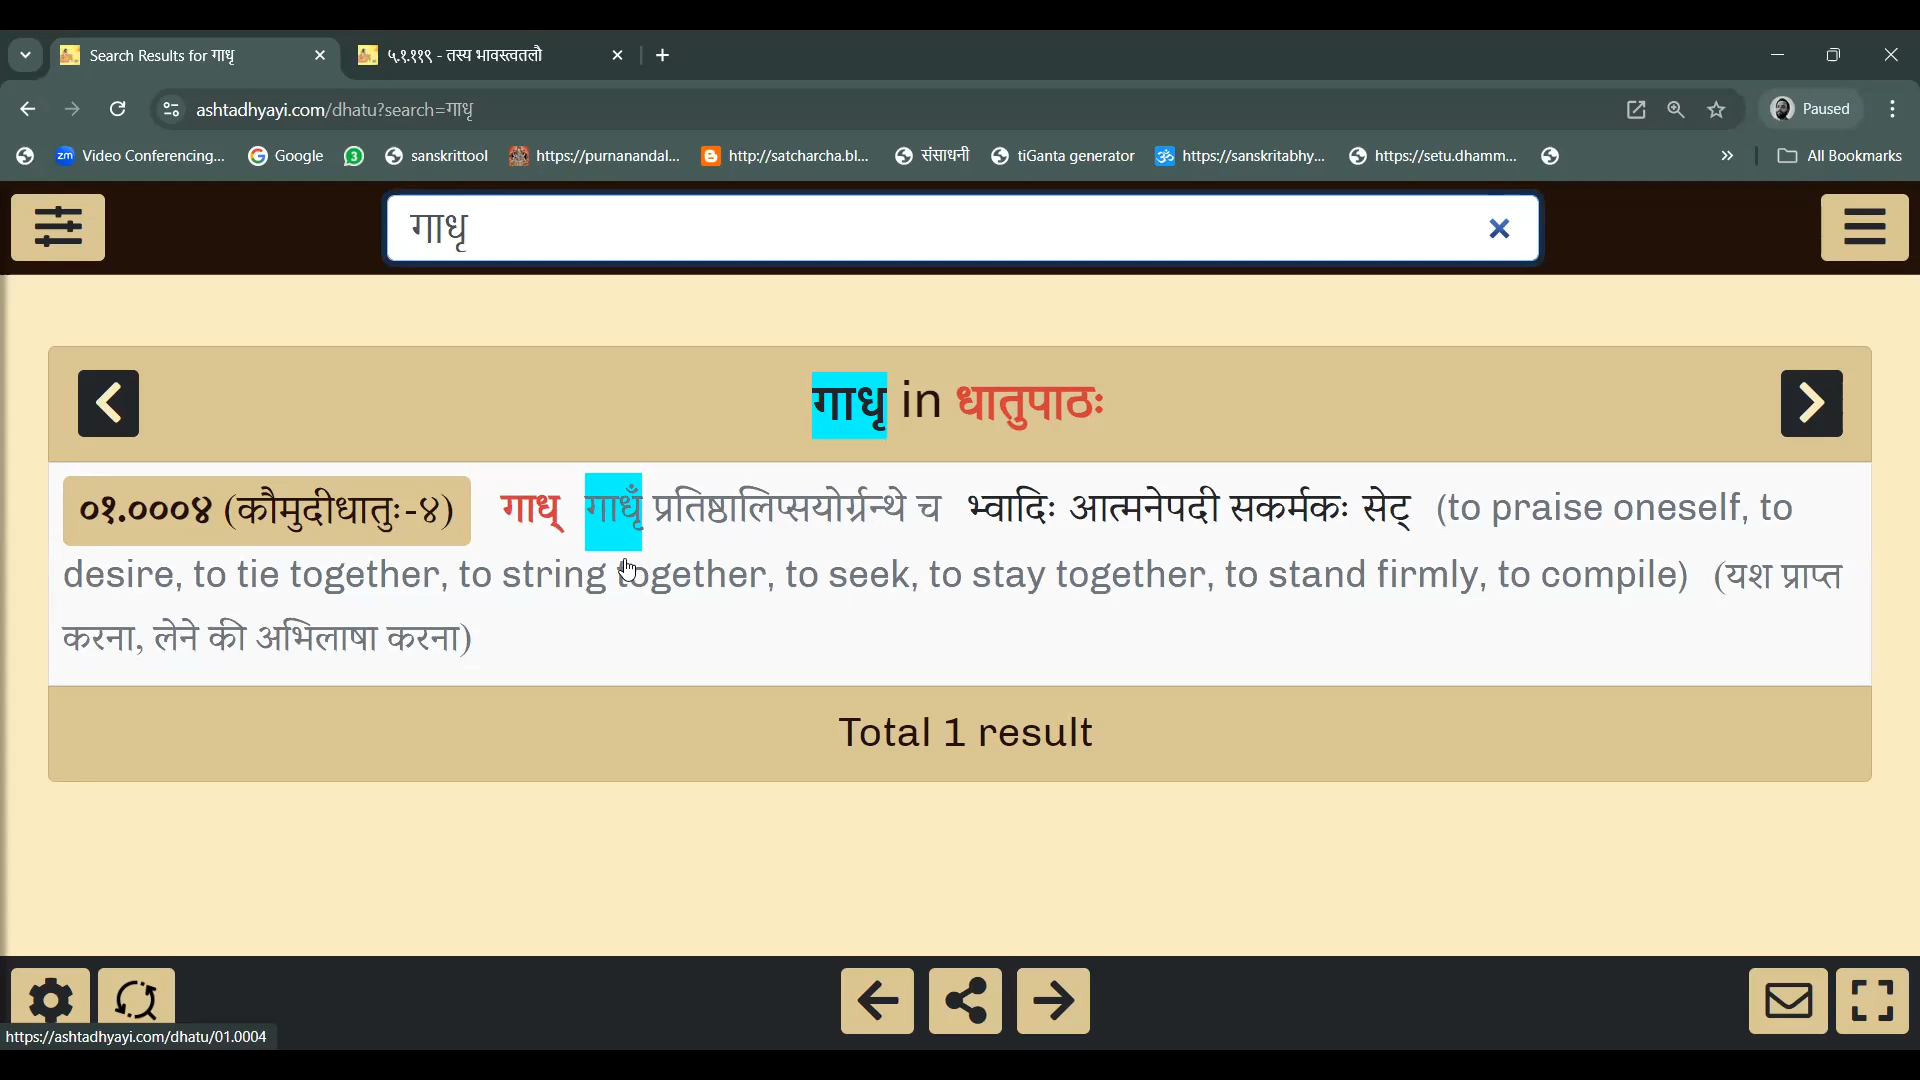 Search Results for गाधृ
५.१.११९ - तस्य भावस्त्वतलौ
ashtadhyayi.com/dhatu?search=गाधृ
Paused
Video Conferencing...
Google
3
sanskrittool
https://purnanandal...
http://satcharcha.bl...
संसाधनी
tiGanta generator
https://sanskritabhy...
https://setu.dhamm...
All Bookmarks
गाधृ
गाधृ in धातुपाठः
०१.०००४ (कौमुदीधातुः-४) गाध् गाधृँ प्रतिष्ठालिप्सयोर्ग्रन्थे च भ्वादिः आत्मनेपदी सकर्मकः सेट् (to praise oneself, to
desire, to tie together, to string together, to seek, to stay together, to stand firmly, to compile) (यश प्राप्त
करना, लेने की अभिलाषा करना)
Total 1 result
https://ashtadhyayi.com/dhatu/01.0004